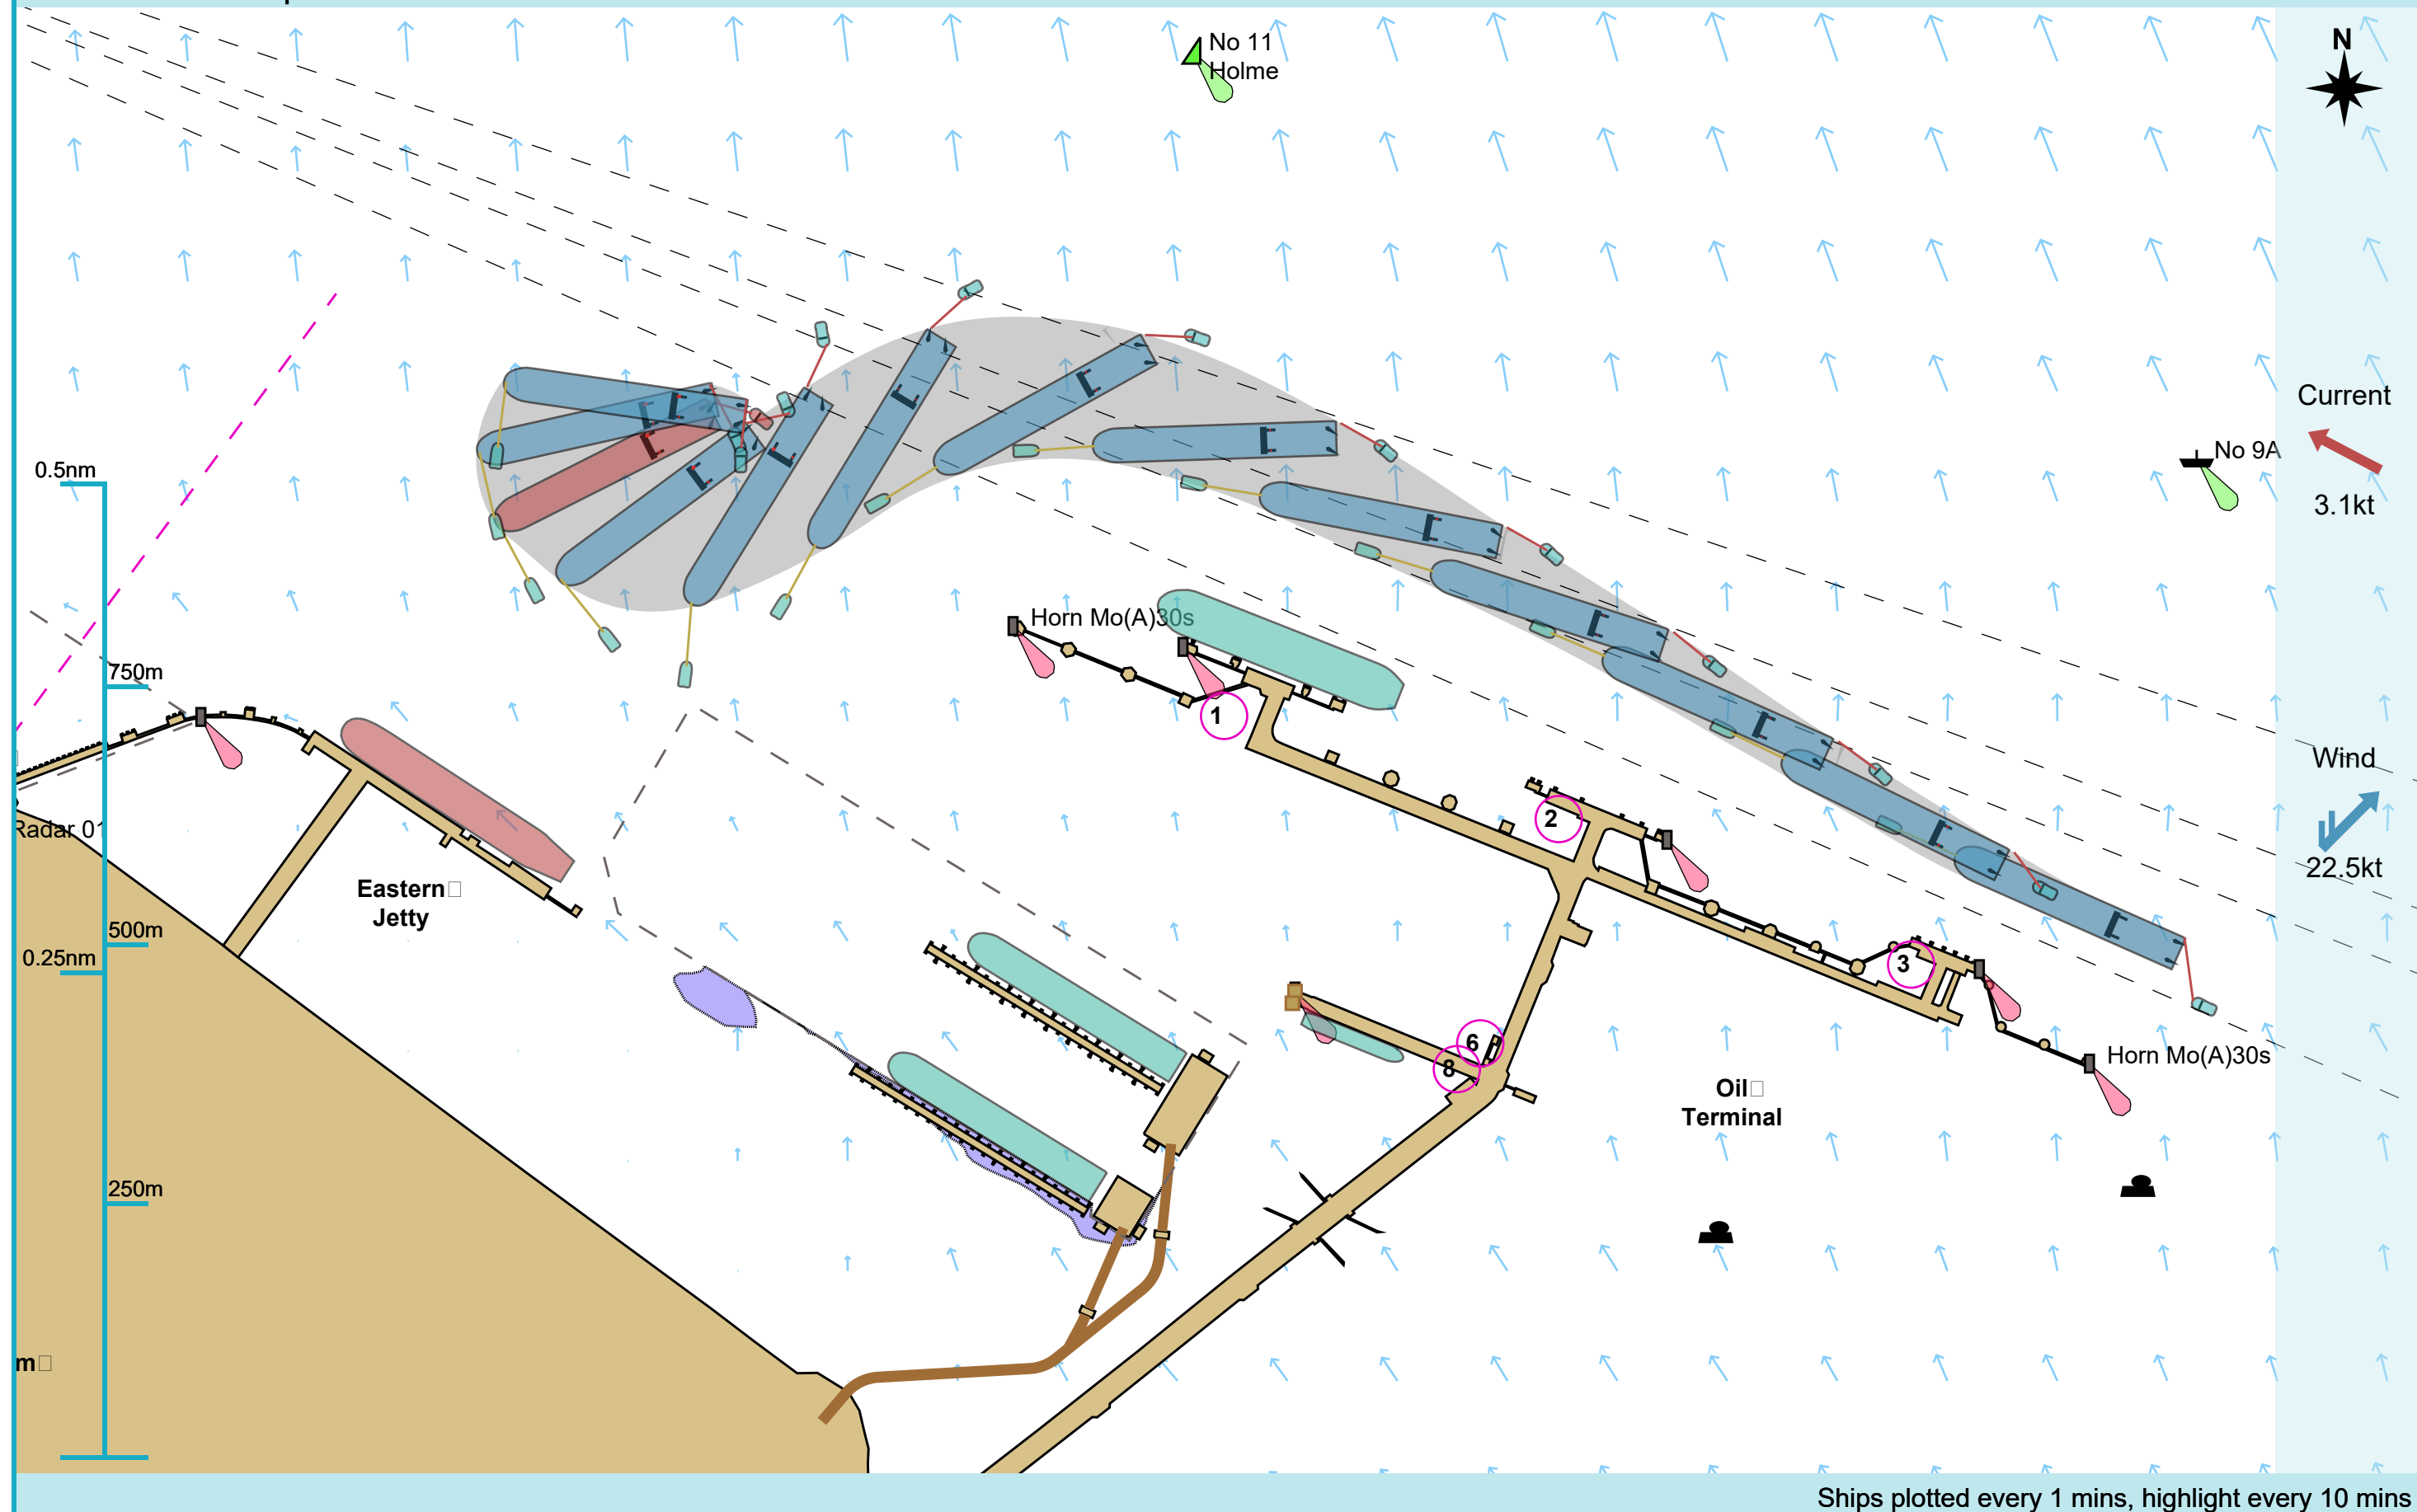 No 11
Holme
N
Current
3.1kt
No 9A
0.5nm
Horn Mo(A)30s
750m
1
Wind
22.5kt
2
Radar 01
Eastern
Jetty
500m
0.25nm
3
6
8
Horn Mo(A)30s
Oil
Terminal
250m
m
Ships plotted every 1 mins, highlight every 10 mins